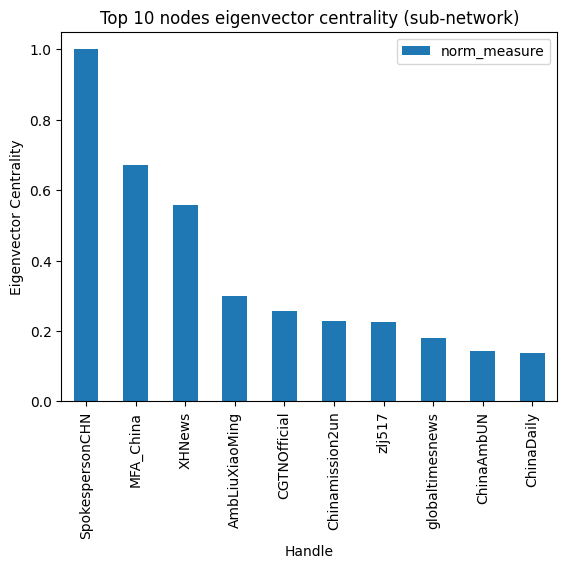 Top 10 nodes eigenvector centrality (sub-network)
norm_measure
Eigenvector Centrality
1.0
0.8
0.6
0.4
0.2
0.0
SpokespersonCHN
MFA_China
XHNews
AmbLiuXiaoMing
CGTNOfficial
Chinamission2un
zlj517
globaltimesnews
ChinaAmbUN
ChinaDaily
Handle